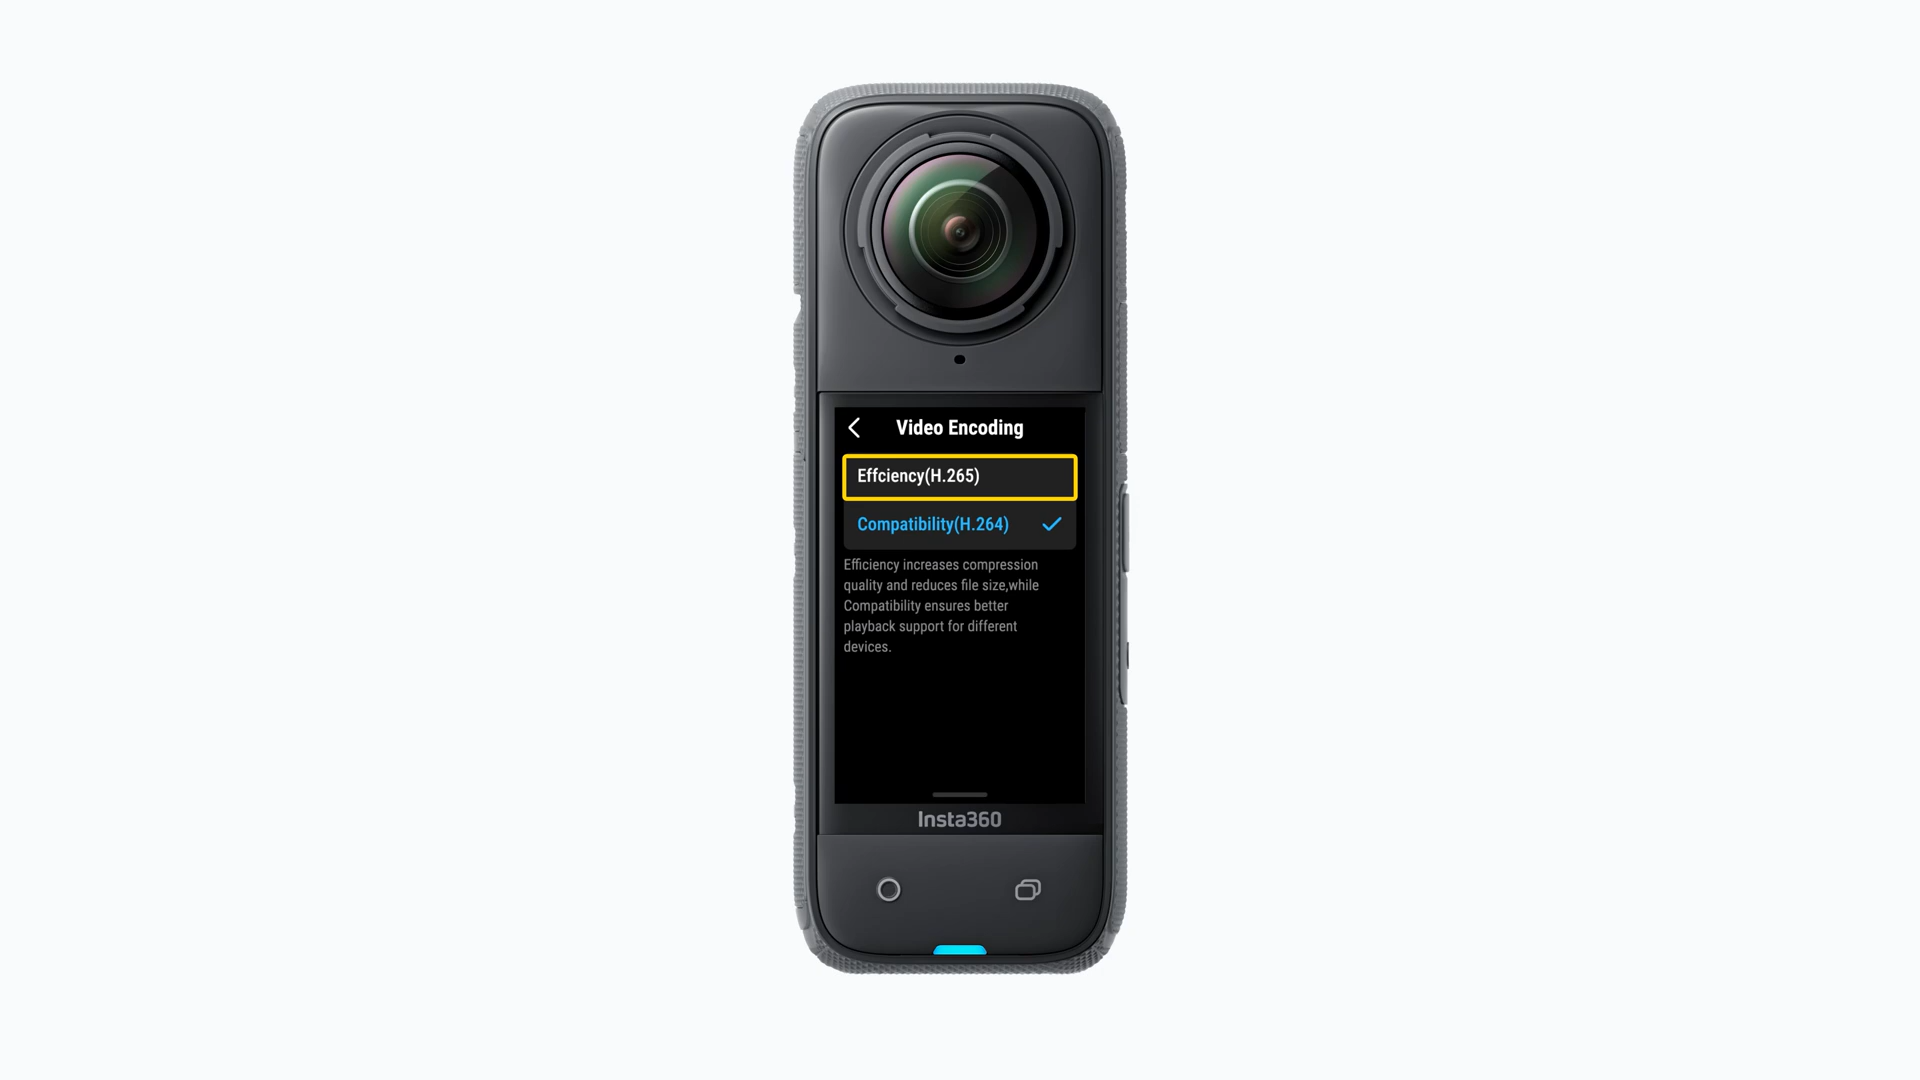 Video Encoding
Effciency(H.265)
Compatibility(H.264)
Efficiency increases compression
quality and reduces file size,while
Compatibility ensures better
playback support for different
devices.
Insta360